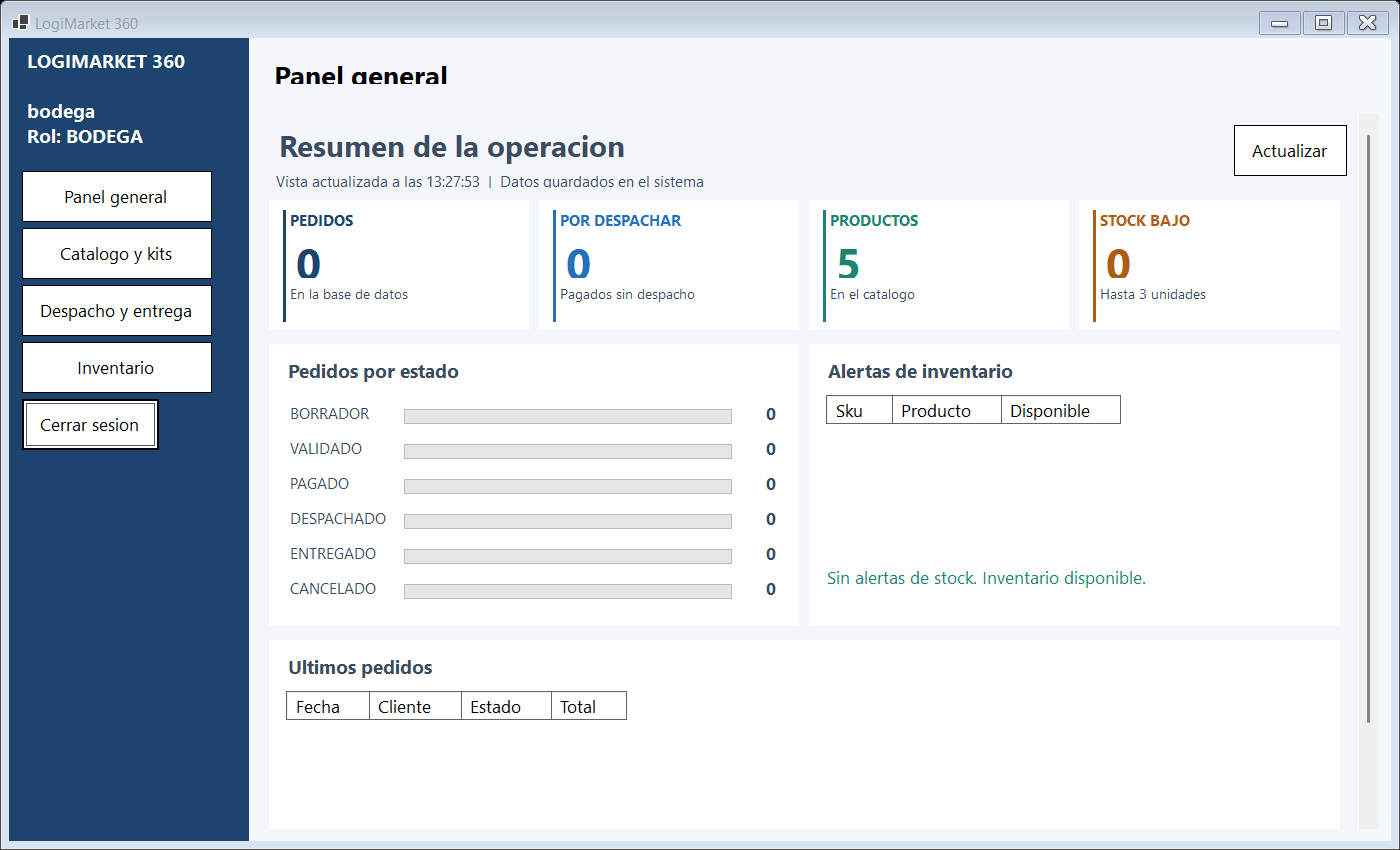 LogiMarket 360
LOGIMARKET 360
bodega
Rol: BODEGA
Panel general
Catalogo y kits
Despacho y entrega
Inventario
Cerrar sesion
Panel general
Resumen de la operacion
Actualizar
Vista actualizada a las 13:27:53 | Datos guardados en el sistema
PEDIDOS
0
En la base de datos
POR DESPACHAR
0
Pagados sin despacho
PRODUCTOS
5
En el catalogo
STOCK BAJO
0
Hasta 3 unidades
Pedidos por estado
BORRADOR 0
VALIDADO 0
PAGADO 0
DESPACHADO 0
ENTREGADO 0
CANCELADO 0
Alertas de inventario
Sku Producto Disponible
Sin alertas de stock. Inventario disponible.
Ultimos pedidos
Fecha Cliente Estado Total